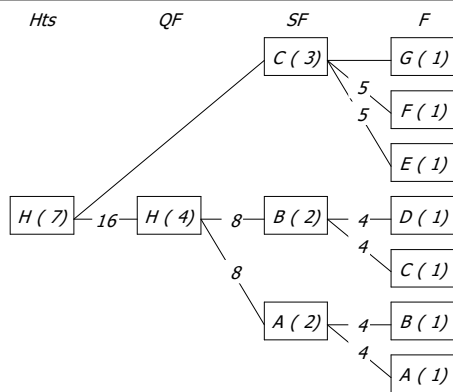 Hts QF SF F
C ( 3 ) G ( 1 )
5
F ( 1 )
5
E ( 1 )
H ( 7 ) 16 H ( 4 ) 8 B ( 2 ) 4 D ( 1 )
4
C ( 1 )
8
A ( 2 ) 4 B ( 1 )
4
A ( 1 )